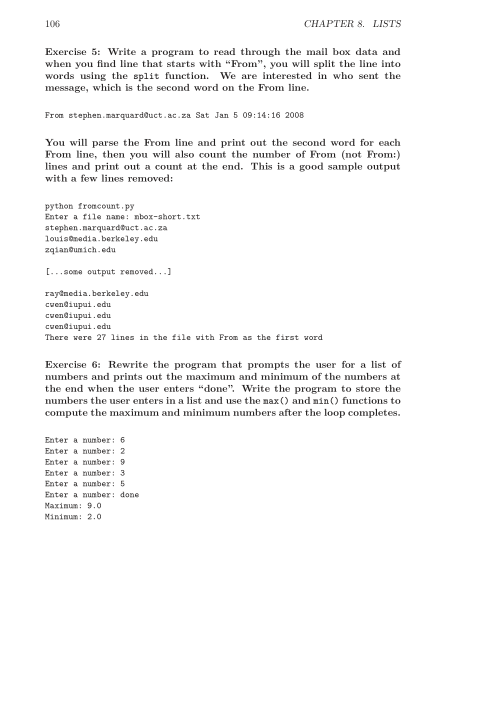 106 CHAPTER 8. LISTS
Exercise 5: Write a program to read through the mail box data and
when you find line that starts with “From”, you will split the line into
words using the split function. We are interested in who sent the
message, which is the second word on the From line.
From stephen.marquard@uct.ac.za Sat Jan 5 09:14:16 2008
You will parse the From line and print out the second word for each
From line, then you will also count the number of From (not From:)
lines and print out a count at the end. This is a good sample output
with a few lines removed:
python fromcount.py
Enter a file name: mbox-short.txt
stephen.marquard@uct.ac.za
louis@media.berkeley.edu
zqian@umich.edu
[...some output removed...]
ray@media.berkeley.edu
cwen@iupui.edu
cwen@iupui.edu
cwen@iupui.edu
There were 27 lines in the file with From as the first word
Exercise 6: Rewrite the program that prompts the user for a list of
numbers and prints out the maximum and minimum of the numbers at
the end when the user enters “done”. Write the program to store the
numbers the user enters in a list and use the max() and min() functions to
compute the maximum and minimum numbers after the loop completes.
Enter a number: 6
Enter a number: 2
Enter a number: 9
Enter a number: 3
Enter a number: 5
Enter a number: done
Maximum: 9.0
Minimum: 2.0